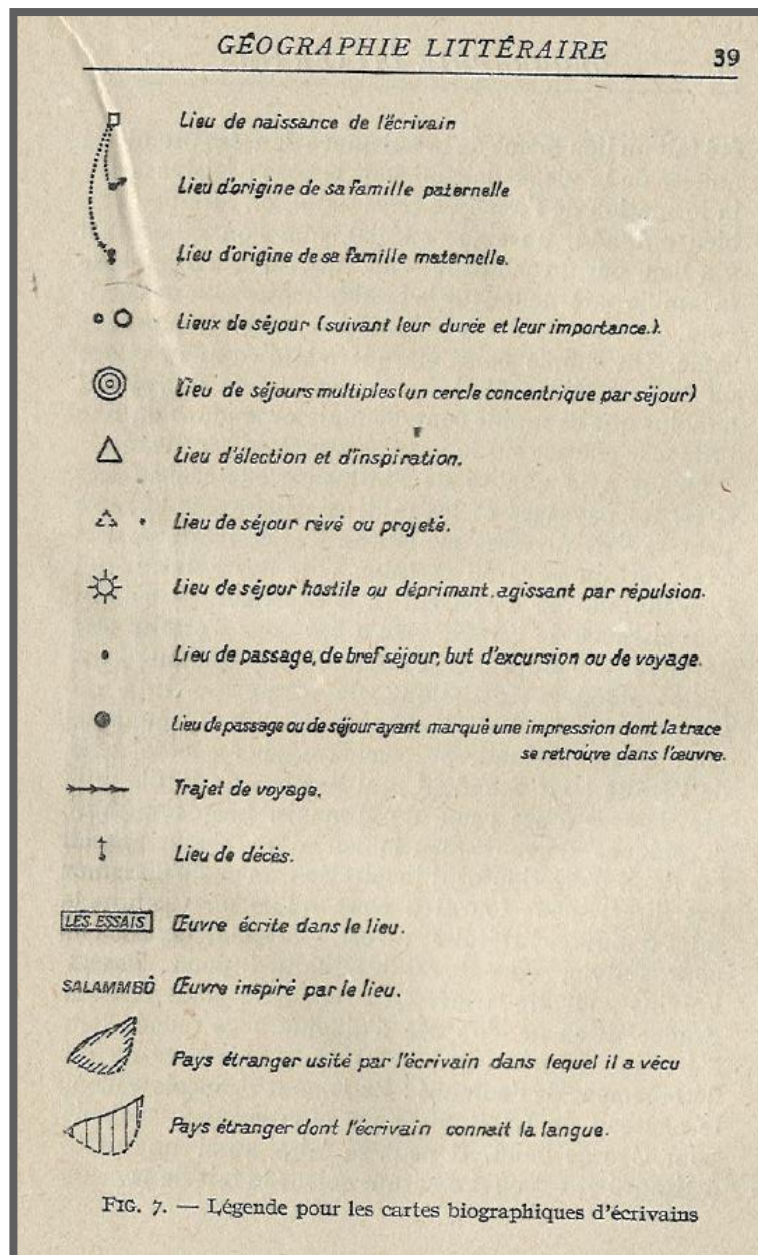 GÉOGRAPHIE LITTÉRAIRE 39
Lieu de naissance de l'écrivain
Lieu d'origine de sa famille paternelle
Lieu d'origine de sa famille maternelle.
Lieux de séjour (suivant leur durée et leur importance.).
Lieu de séjours multiples (un cercle concentrique par séjour)
Lieu d'élection et d'inspiration.
Lieu de séjour rêvé ou projeté.
Lieu de séjour hostile ou déprimant, agissant par répulsion.
Lieu de passage, de bref séjour, but d'excursion ou de voyage.
Lieu de passage ou de séjour ayant marqué une impression dont la trace
se retrouve dans l'œuvre.
Trajet de voyage.
Lieu de décès.
LES ESSAIS Œuvre écrite dans le lieu.
SALAMMBÔ Œuvre inspiré par le lieu.
Pays étranger usité par l'écrivain dans lequel il a vécu
Pays étranger dont l'écrivain connait la langue.
FIG. 7. — Légende pour les cartes biographiques d'écrivains